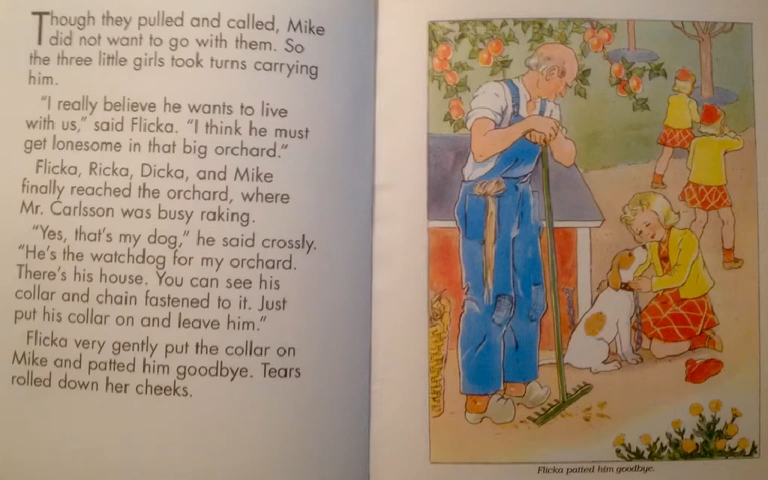 Though they pulled and called, Mike
did not want to go with them. So
the three little girls took turns carrying
him.
"I really believe he wants to live
with us," said Flicka. "I think he must
get lonesome in that big orchard."
Flicka, Ricka, Dicka, and Mike
finally reached the orchard, where
Mr. Carlsson was busy raking.
"Yes, that's my dog," he said crossly.
"He's the watchdog for my orchard.
There's his house. You can see his
collar and chain fastened to it. Just
put his collar on and leave him."
Flicka very gently put the collar on
Mike and patted him goodbye. Tears
rolled down her cheeks.
Flicka patted him goodbye.